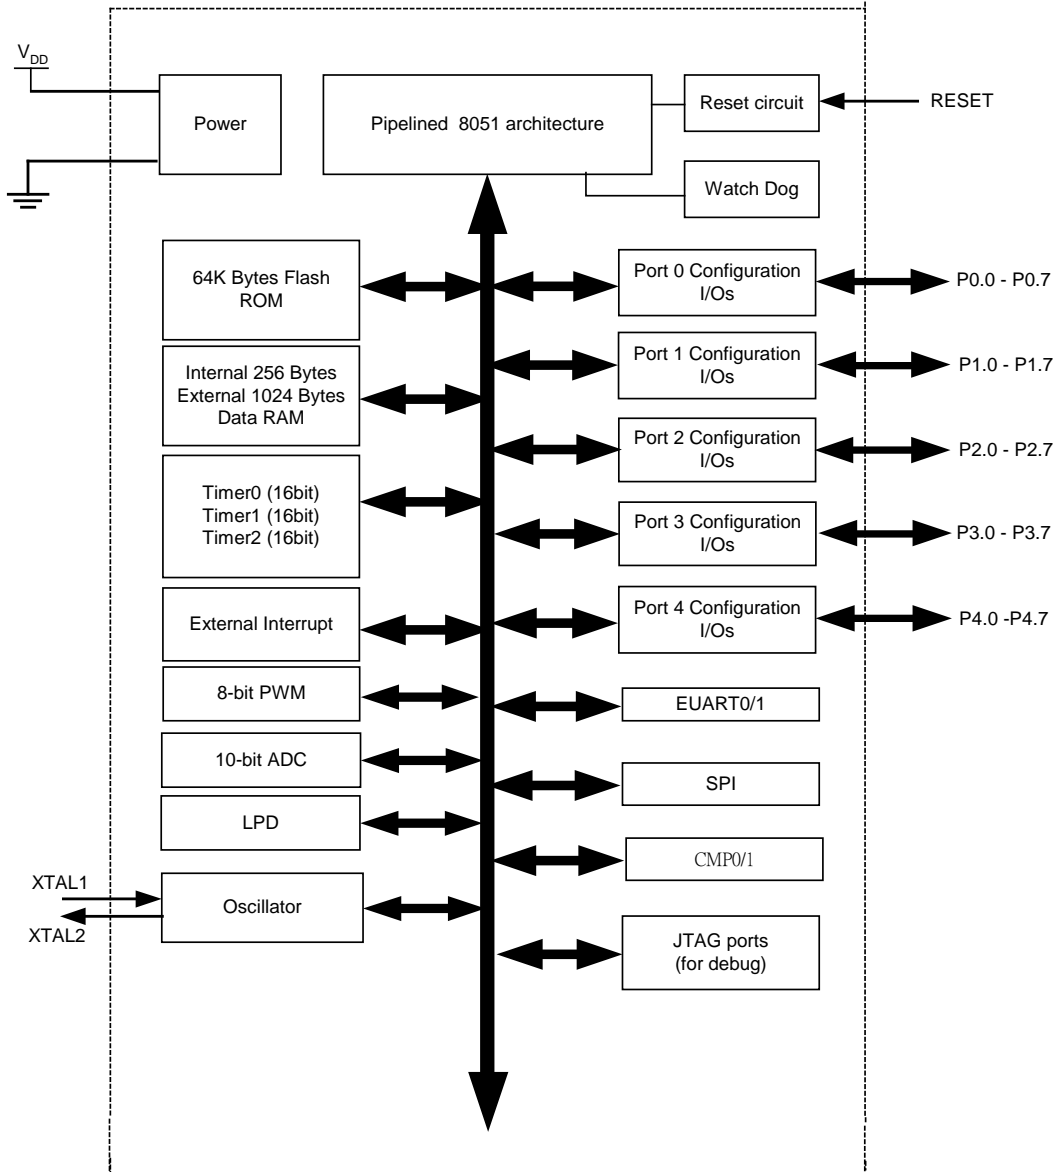 VDD
Power
Pipelined 8051 architecture
Reset circuit
RESET
Watch Dog
64K Bytes Flash
ROM
Port 0 Configuration
I/Os
P0.0 - P0.7
Internal 256 Bytes
External 1024 Bytes
Data RAM
Port 1 Configuration
I/Os
P1.0 - P1.7
Port 2 Configuration
I/Os
P2.0 - P2.7
Timer0 (16bit)
Timer1 (16bit)
Timer2 (16bit)
Port 3 Configuration
I/Os
P3.0 - P3.7
External Interrupt
Port 4 Configuration
I/Os
P4.0 -P4.7
8-bit PWM
EUART0/1
10-bit ADC
SPI
LPD
CMP0/1
XTAL1
XTAL2
Oscillator
JTAG ports
(for debug)